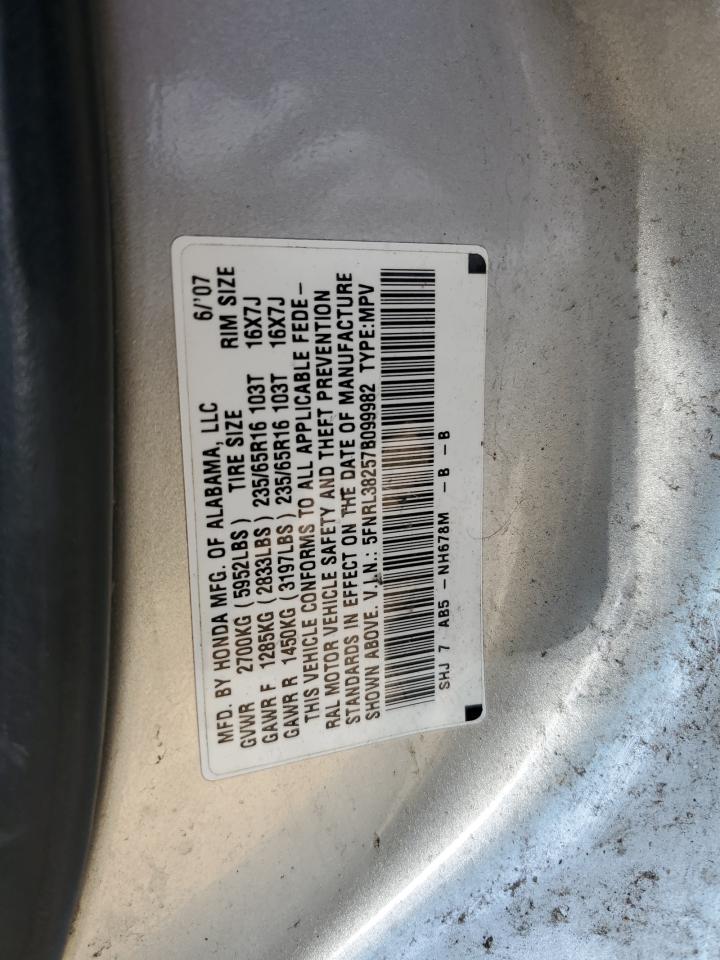 MFD. BY HONDA MFG. OF ALABAMA, LLC 6/'07
GVWR 2700KG (5952LBS) TIRE SIZE RIM SIZE
GAWR F 1285KG (2833LBS) 235/65R16 103T 16X7J
GAWR R 1450KG (3197LBS) 235/65R16 103T 16X7J
THIS VEHICLE CONFORMS TO ALL APPLICABLE FEDE-
RAL MOTOR VEHICLE SAFETY AND THEFT PREVENTION
STANDARDS IN EFFECT ON THE DATE OF MANUFACTURE
SHOWN ABOVE. V.I.N.: 5FNRL38257B099982 TYPE:MPV
SHJ 7 AB5 - NH678M - B - B